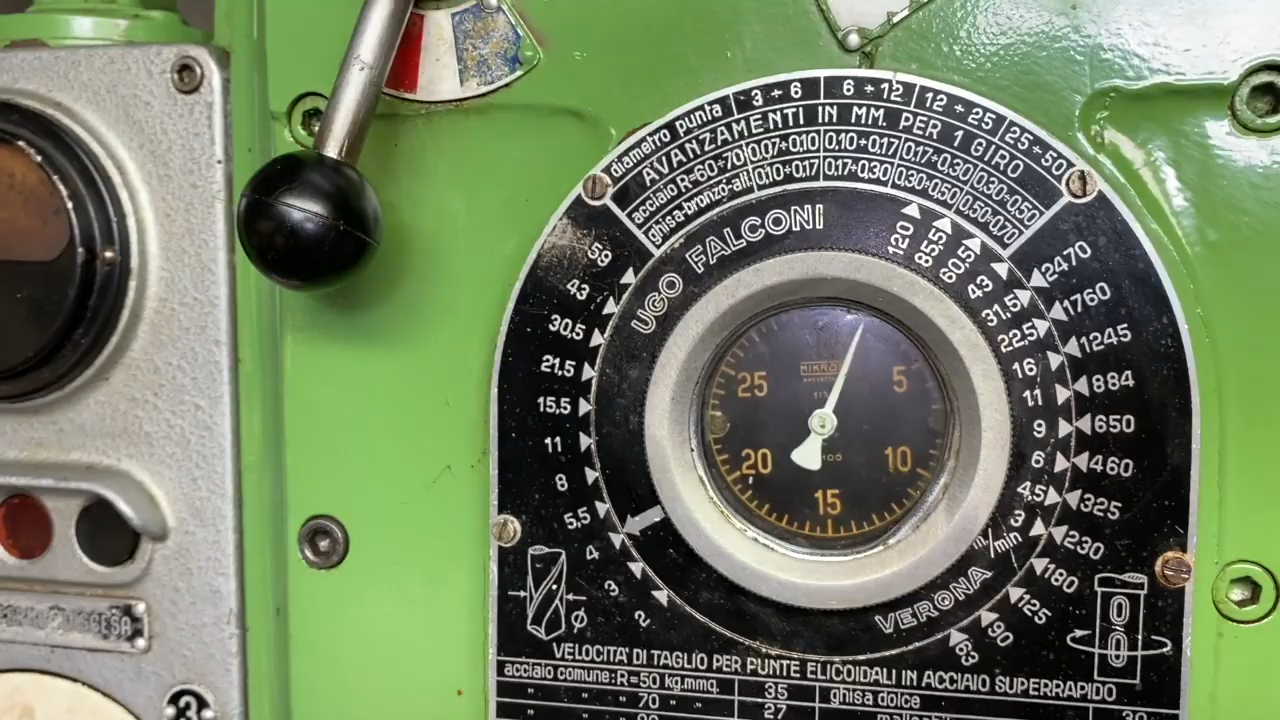 diametro punta 3 ÷ 6 6 ÷ 12 12 ÷ 25 25 ÷ 50
AVANZAMENTI IN MM. PER 1 GIRO
acciaio R=60÷70 0,07÷0,10 0,10÷0,17 0,17÷0,30 0,30÷0,50
ghisa-bronzo-all. 0,10÷0,17 0,17÷0,30 0,30÷0,50 0,50÷0,70
UGO FALCONI
120 85,5 60,5 43 31,5 22,5 16 11 9 6 4,5 3 m/min
59 43 30,5 21,5 15,5 11 8 5,5 4 3 2
2470 1760 1245 884 650 460 325 230 180 125 90 63
5 10 15 20 25
Ø
VERONA
0
0
VELOCITA' DI TAGLIO PER PUNTE ELICOIDALI IN ACCIAIO SUPERRAPIDO
acciaio comune: R=50 kg.mmq. 35 ghisa dolce
" " 70 " " 27
3